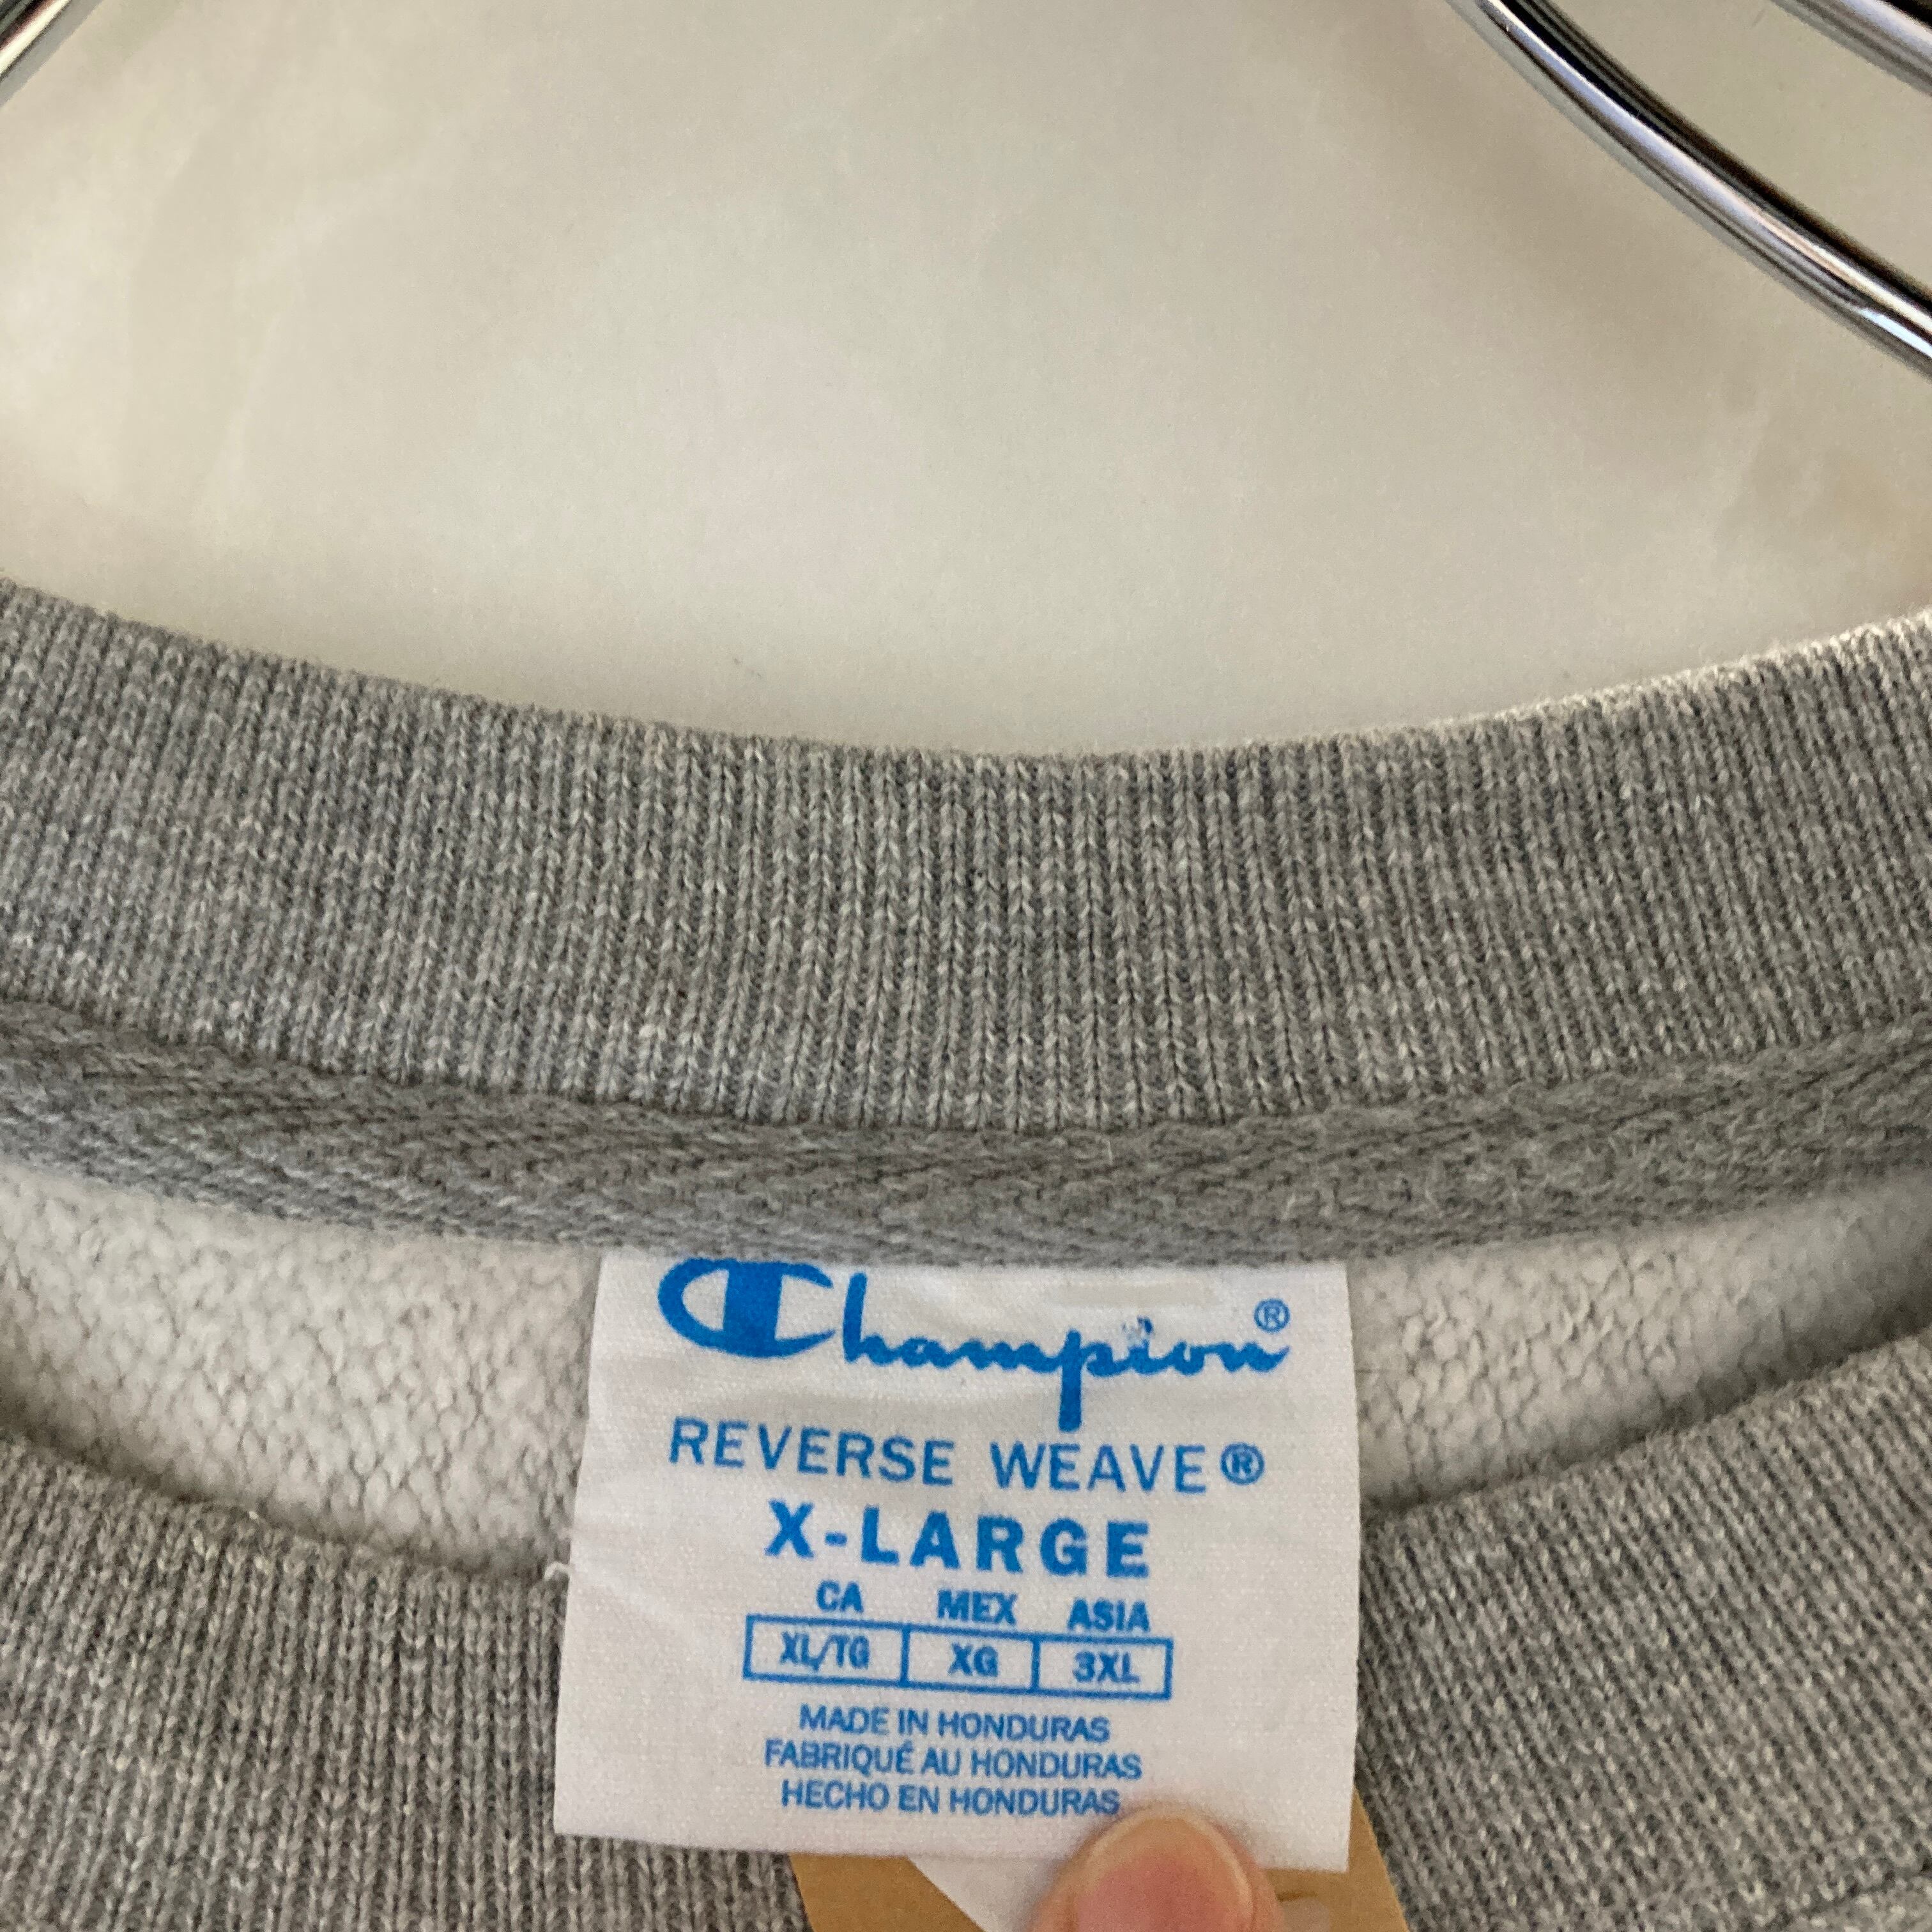 Champion®
REVERSE WEAVE®
X-LARGE
CA MEX ASIA
XL/TG XG 3XL
MADE IN HONDURAS
FABRIQUÉ AU HONDURAS
HECHO EN HONDURAS